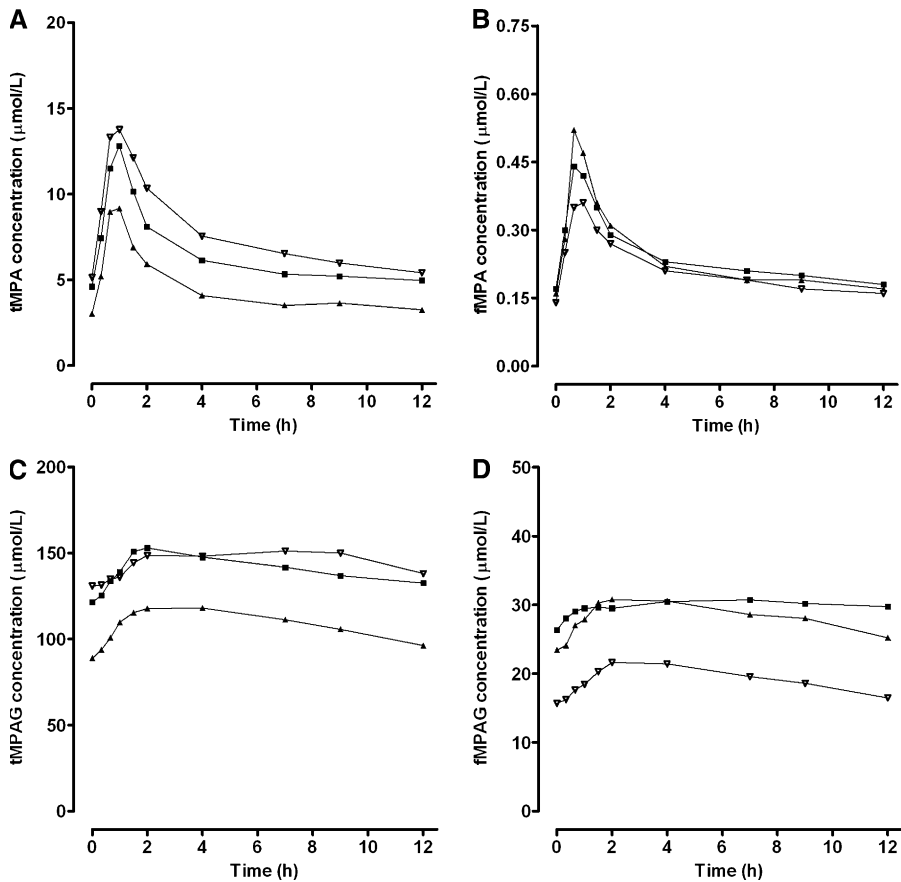 A
B
20
15
10
5
0
tMPA concentration (μmol/L)
0 2 4 6 8 10 12
Time (h)
0.75
0.60
0.45
0.30
0.15
0.00
fMPA concentration (μmol/L)
0 2 4 6 8 10 12
Time (h)
C
D
200
150
100
50
0
tMPAG concentration (μmol/L)
0 2 4 6 8 10 12
Time (h)
50
40
30
20
10
0
fMPAG concentration (μmol/L)
0 2 4 6 8 10 12
Time (h)